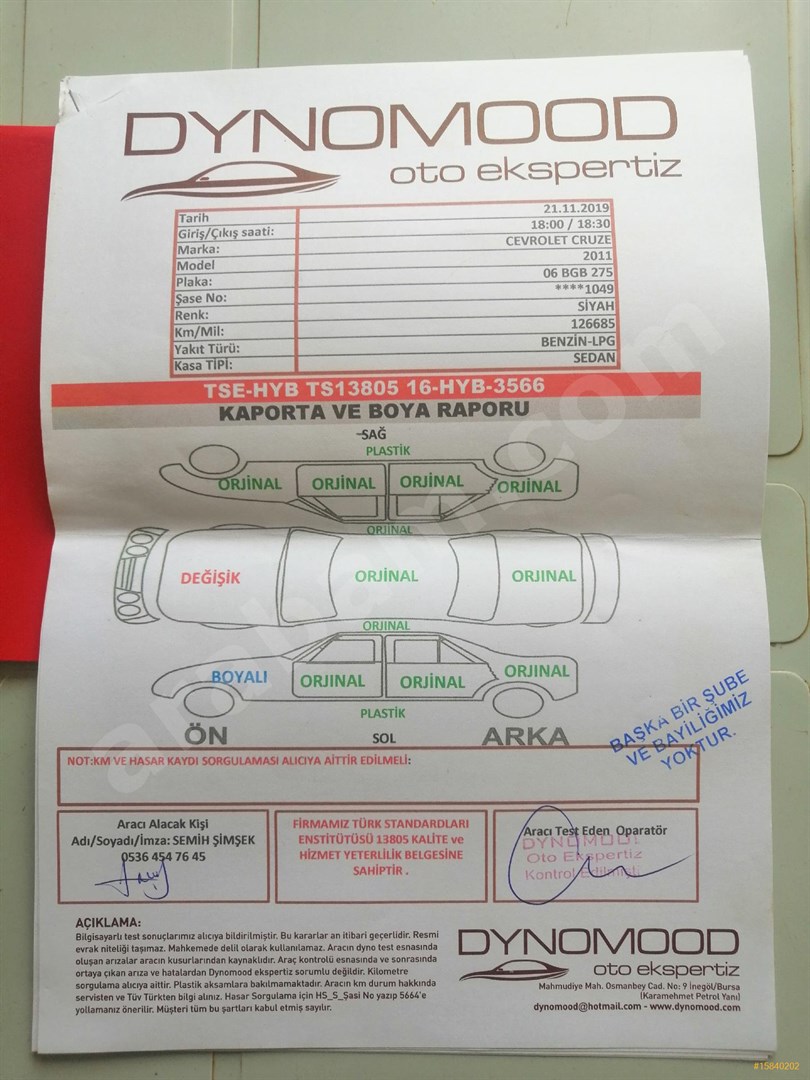 DYNOMOOD
oto ekspertiz
Tarih 21.11.2019
Giriş/Çıkış saati: 18:00 / 18:30
Marka: CEVROLET CRUZE
Model 2011
Plaka: 06 BGB 275
Şase No: ****1049
Renk: SİYAH
Km/Mil: 126685
Yakıt Türü: BENZİN-LPG
Kasa TİPİ: SEDAN
TSE-HYB TS13805 16-HYB-3566
KAPORTA VE BOYA RAPORU
SAĞ
PLASTİK
ORJİNAL ORJİNAL ORJİNAL ORJİNAL
ORJİNAL
DEĞİŞİK ORJİNAL ORJINAL
ORJINAL
BOYALI ORJINAL ORJİNAL ORJINAL
PLASTİK
ÖN SOL ARKA
BAŞKA BİR ŞUBE
VE BAYİLİĞİMİZ
YOKTUR.
NOT:KM VE HASAR KAYDI SORGULAMASI ALICIYA AİTTİR EDİLMELİ:
Aracı Alacak Kişi
Adı/Soyadı/İmza: SEMİH ŞİMŞEK
0536 454 76 45
FİRMAMIZ TÜRK STANDARDLARI
ENSTİTÜTÜSÜ 13805 KALİTE ve
HİZMET YETERLİLİK BELGESİNE
SAHİPTİR .
Aracı Test Eden Oparatör
DYNOMOOD
Oto Ekspertiz
Kontrol Edilmişti
AÇIKLAMA:
Bilgisayarlı test sonuçlarımız alıcıya bildirilmiştir. Bu kararlar an itibari geçerlidir. Resmi
evrak niteliği taşımaz. Mahkemede delil olarak kullanılamaz. Aracın dyno test esnasında
oluşan arızalar aracın kusurlarından kaynaklıdır. Araç kontrolü esnasında ve sonrasında
ortaya çıkan arıza ve hatalardan Dynomood ekspertiz sorumlu değildir. Kilometre
sorgulama alıcıya aittir. Plastik aksamlara bakılmamaktadır. Aracın km durum hakkında
servisten ve Tüv Türkten bilgi alınız. Hasar Sorgulama için HS_S_Şasi No yazıp 5664'e
yollamanız önerilir. Müşteri tüm bu şartları kabul etmiş sayılır.
DYNOMOOD
oto ekspertiz
Mahmudiye Mah. Osmanbey Cad. No: 9 İnegöl/Bursa
(Karamehmet Petrol Yanı)
dynomood@hotmail.com - www.dynomood.com
arabam.com
#15840202